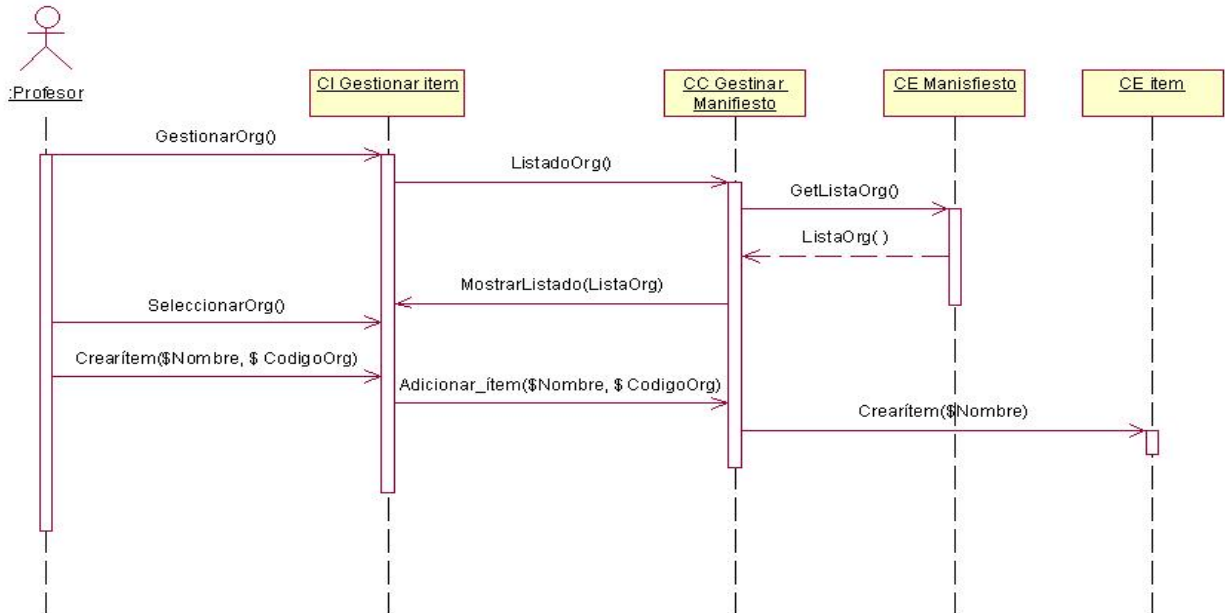 :Profesor
CI Gestionar item
CC Gestinar
Manifiesto
CE Manisfiesto
CE item
GestionarOrg()
ListadoOrg()
GetListaOrg()
ListaOrg( )
MostrarListado(ListaOrg)
SeleccionarOrg()
Crearítem($Nombre, $ CodigoOrg)
Adicionar_ítem($Nombre, $ CodigoOrg)
Crearítem($Nombre)